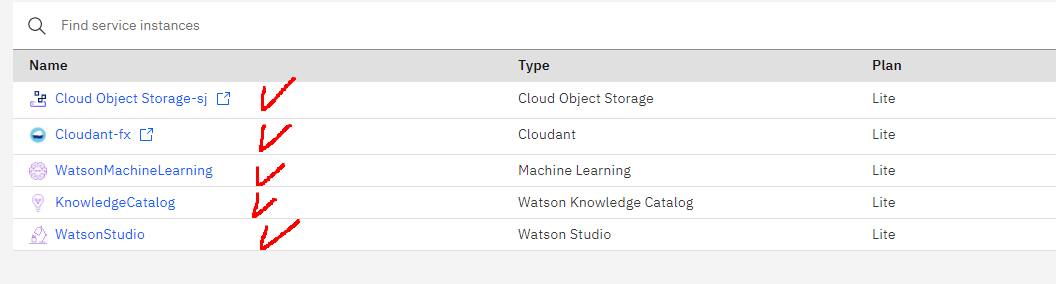 Find service instances
Name Type Plan
Cloud Object Storage-sj Cloud Object Storage Lite
Cloudant-fx Cloudant Lite
WatsonMachineLearning Machine Learning Lite
KnowledgeCatalog Watson Knowledge Catalog Lite
WatsonStudio Watson Studio Lite